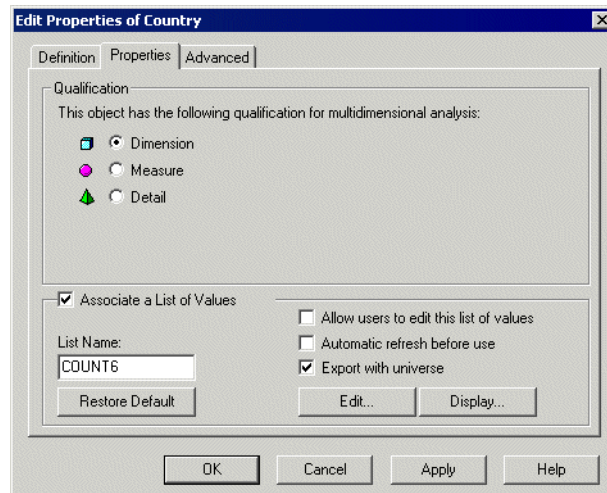 Edit Properties of Country
Definition Properties Advanced
Qualification
This object has the following qualification for multidimensional analysis:
Dimension
Measure
Detail
Associate a List of Values
List Name:
COUNT6
Restore Default
Allow users to edit this list of values
Automatic refresh before use
Export with universe
Edit... Display...
OK Cancel Apply Help